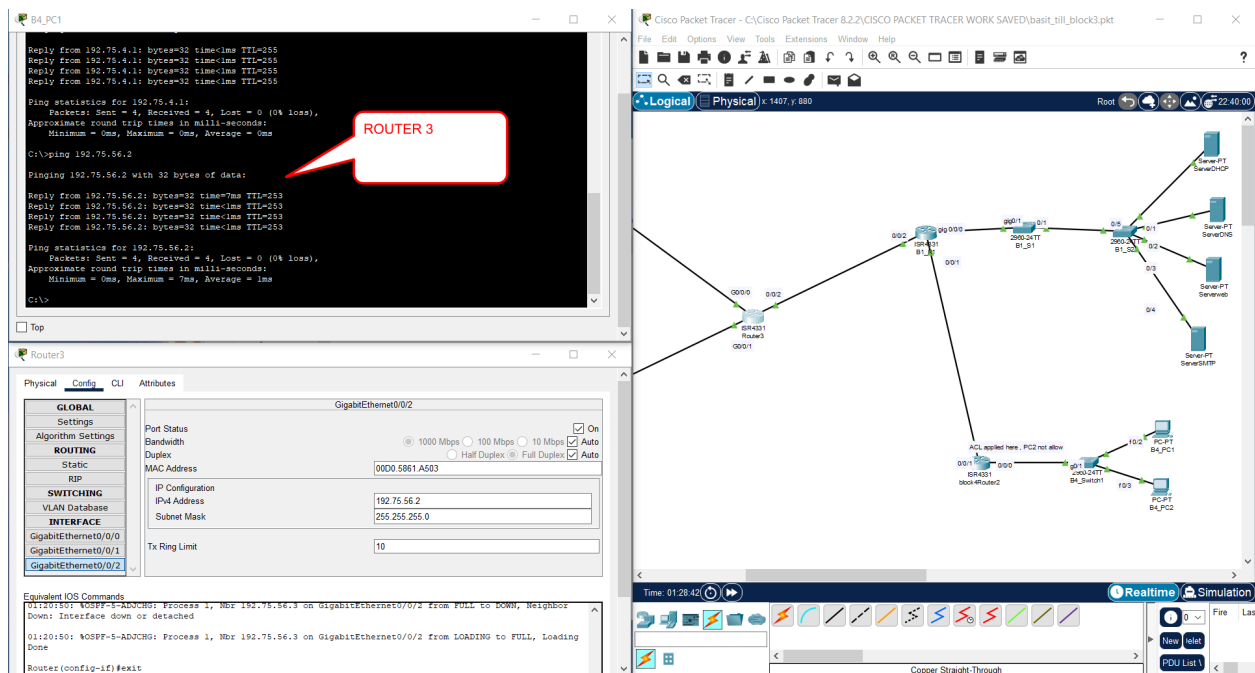 B4_PC1
Reply from 192.75.4.1: bytes=32 time<1ms TTL=255
Reply from 192.75.4.1: bytes=32 time<1ms TTL=255
Reply from 192.75.4.1: bytes=32 time<1ms TTL=255
Reply from 192.75.4.1: bytes=32 time<1ms TTL=255
Ping statistics for 192.75.4.1:
Packets: Sent = 4, Received = 4, Lost = 0 (0% loss),
Approximate round trip times in milli-seconds:
Minimum = 0ms, Maximum = 0ms, Average = 0ms
C:\>ping 192.75.56.2
Pinging 192.75.56.2 with 32 bytes of data:
Reply from 192.75.56.2: bytes=32 time=7ms TTL=253
Reply from 192.75.56.2: bytes=32 time<1ms TTL=253
Reply from 192.75.56.2: bytes=32 time<1ms TTL=253
Reply from 192.75.56.2: bytes=32 time<1ms TTL=253
Ping statistics for 192.75.56.2:
Packets: Sent = 4, Received = 4, Lost = 0 (0% loss),
Approximate round trip times in milli-seconds:
Minimum = 0ms, Maximum = 7ms, Average = 1ms
C:\>
ROUTER 3
Top
Router3
Physical Config CLI Attributes
GLOBAL
Settings
Algorithm Settings
ROUTING
Static
RIP
SWITCHING
VLAN Database
INTERFACE
GigabitEthernet0/0/0
GigabitEthernet0/0/1
GigabitEthernet0/0/2
GigabitEthernet0/0/2
Port Status On
Bandwidth 1000 Mbps 100 Mbps 10 Mbps Auto
Duplex Half Duplex Full Duplex Auto
MAC Address 00D0.5861.A503
IP Configuration
IPv4 Address 192.75.56.2
Subnet Mask 255.255.255.0
Tx Ring Limit 10
Equivalent IOS Commands
01:20:50: %OSPF-5-ADJCHG: Process 1, Nbr 192.75.56.3 on GigabitEthernet0/0/2 from FULL to DOWN, Neighbor
Down: Interface down or detached
01:20:50: %OSPF-5-ADJCHG: Process 1, Nbr 192.75.56.3 on GigabitEthernet0/0/2 from LOADING to FULL, Loading
Done
Router(config-if)#exit
Cisco Packet Tracer - C:\Cisco Packet Tracer 8.2.2\CISCO PACKET TRACER WORK SAVED\basit_till_block3.pkt
File Edit Options View Tools Extensions Window Help
?
Logical Physical x: 1407, y: 880 Root 22:40:00
Server-PT
ServerDHCP
Server-PT
ServerDNS
Server-PT
Serverweb
Server-PT
ServerSMTP
0/5
0/1
0/2
0/3
0/4
B1_S2
gig0/1
0/1
2960-24TT
B1_S1
gig 0/0/0
0/0/2
ISR4331
0/0/1
G0/0/0
0/0/2
ISR4331
Router3
G0/0/1
ACL applied here , PC2 not allow
0/0/1
0/0/0
ISR4331
block4Router2
g0/1
2960-24TT
B4_Switch1
f 0/2
PC-PT
B4_PC1
f 0/3
PC-PT
B4_PC2
Time: 01:28:42
Realtime Simulation
0
Fire Las
New
PDU List
Copper Straight-Through